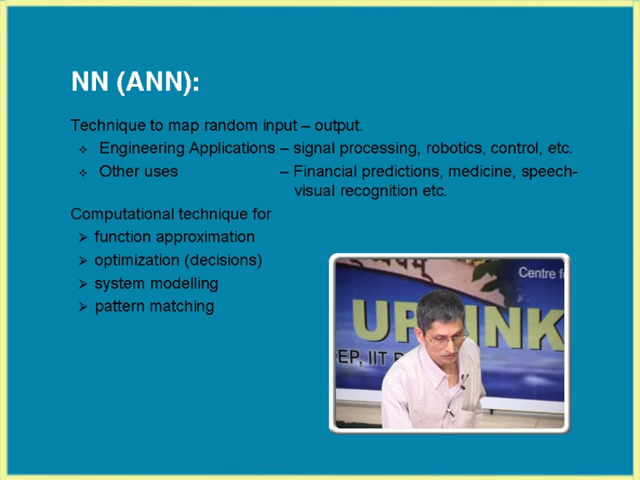 NN (ANN):
Technique to map random input – output.
❖ Engineering Applications – signal processing, robotics, control, etc.
❖ Other uses – Financial predictions, medicine, speech-
visual recognition etc.
Computational technique for
➢ function approximation
➢ optimization (decisions)
➢ system modelling
➢ pattern matching
Centre
EP, IIT